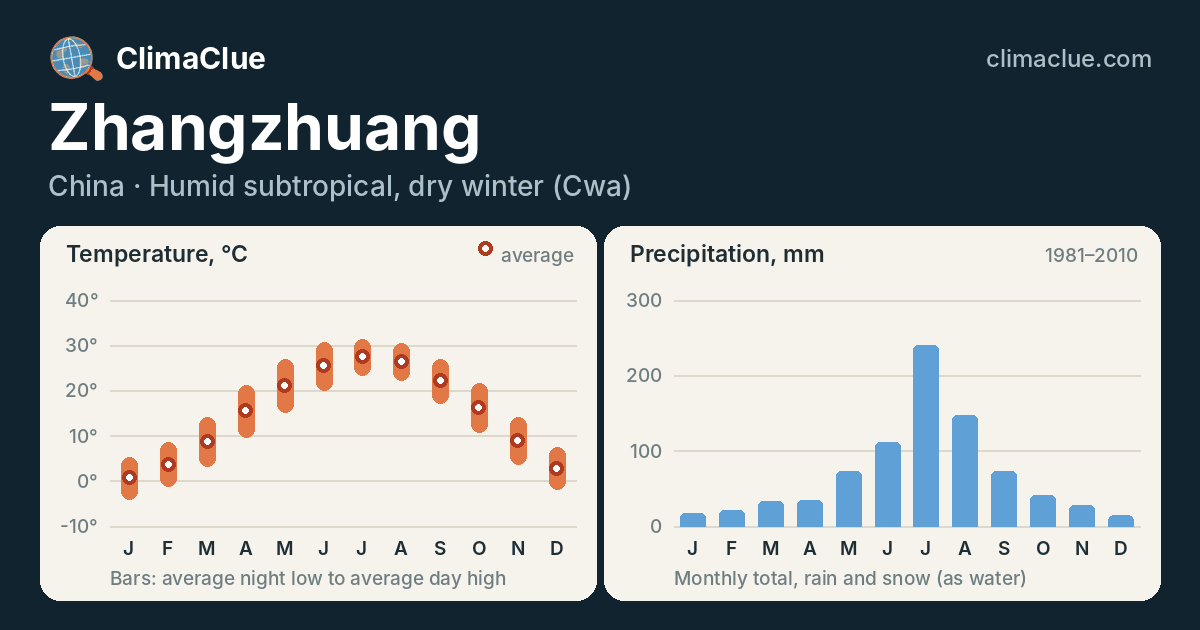 ClimaClue
climaclue.com
Zhangzhuang
China · Humid subtropical, dry winter (Cwa)
Temperature, °C
average
40°
30°
20°
10°
0°
-10°
J F M A M J J A S O N D
Bars: average night low to average day high
Precipitation, mm
1981–2010
300
200
100
0
J F M A M J J A S O N D
Monthly total, rain and snow (as water)